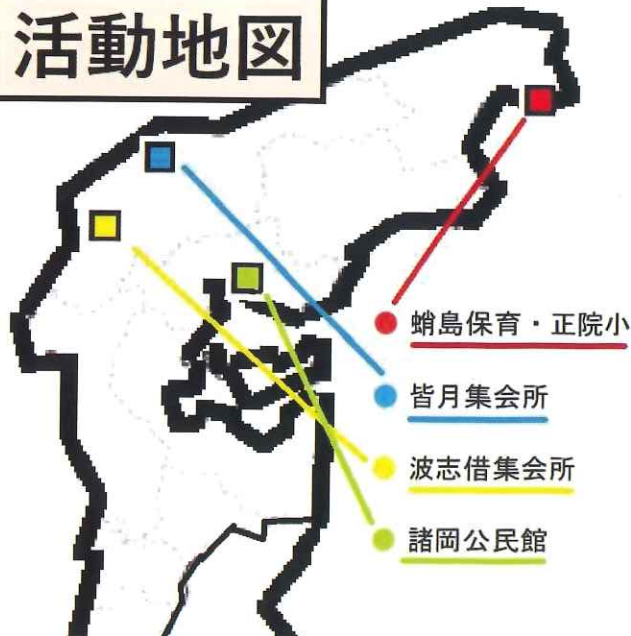 活動地図
蛸島保育・正院小
皆月集会所
波志借集会所
諸岡公民館